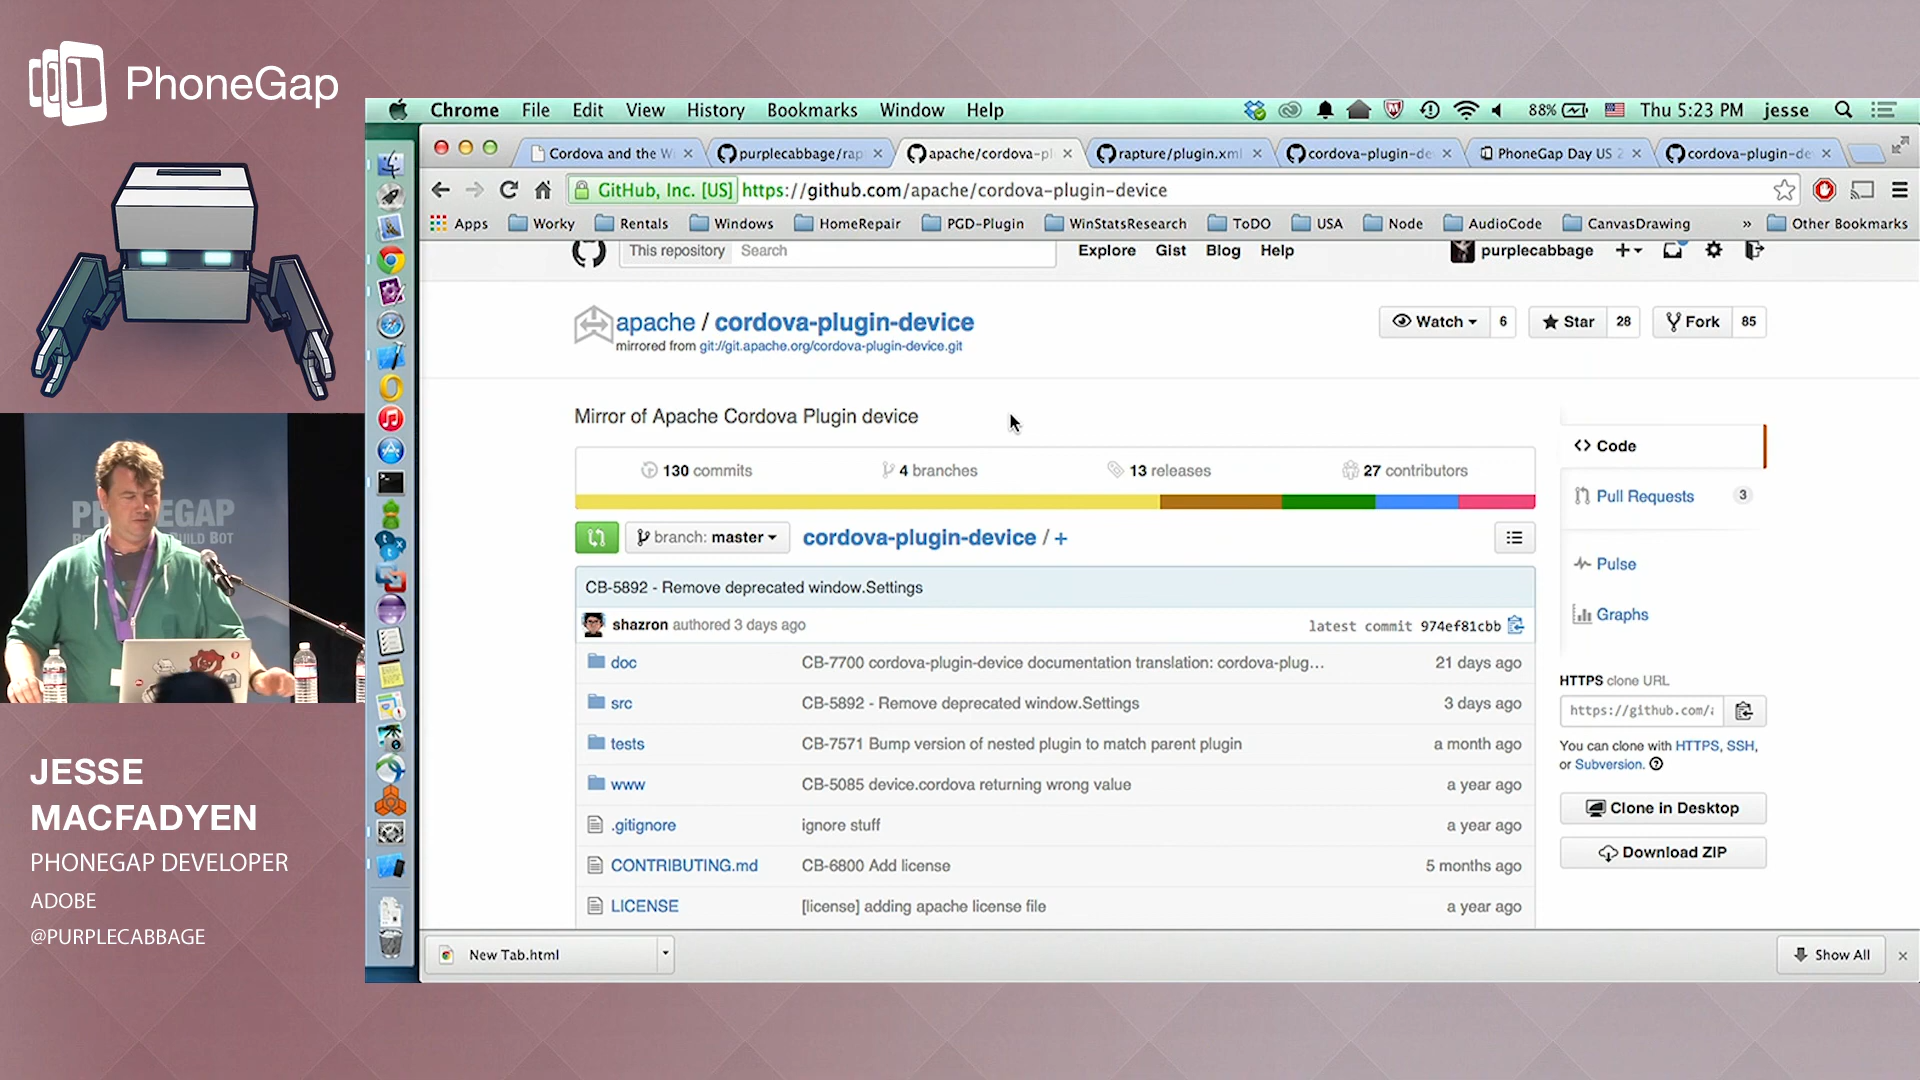 PhoneGap
Chrome File Edit View History Bookmarks Window Help 88% Thu 5:23 PM jesse
Cordova and the Wi purplecabbage/rap apache/cordova-pl rapture/plugin.xml cordova-plugin-de PhoneGap Day US 2 cordova-plugin-de
GitHub, Inc. [US] https://github.com/apache/cordova-plugin-device
Apps Worky Rentals Windows HomeRepair PGD-Plugin WinStatsResearch ToDO USA Node AudioCode CanvasDrawing » Other Bookmarks
This repository Search Explore Gist Blog Help purplecabbage
apache / cordova-plugin-device Watch 6 Star 28 Fork 85
mirrored from git://git.apache.org/cordova-plugin-device.git
Mirror of Apache Cordova Plugin device
130 commits 4 branches 13 releases 27 contributors
branch: master cordova-plugin-device / +
CB-5892 - Remove deprecated window.Settings
shazron authored 3 days ago latest commit 974ef81cbb
doc CB-7700 cordova-plugin-device documentation translation: cordova-plug… 21 days ago
src CB-5892 - Remove deprecated window.Settings 3 days ago
tests CB-7571 Bump version of nested plugin to match parent plugin a month ago
www CB-5085 device.cordova returning wrong value a year ago
.gitignore ignore stuff a year ago
CONTRIBUTING.md CB-6800 Add license 5 months ago
LICENSE [license] adding apache license file a year ago
Code
Pull Requests 3
Pulse
Graphs
HTTPS clone URL
https://github.com/
You can clone with HTTPS, SSH,
or Subversion.
Clone in Desktop
Download ZIP
New Tab.html Show All
JESSE
MACFADYEN
PHONEGAP DEVELOPER
ADOBE
@PURPLECABBAGE